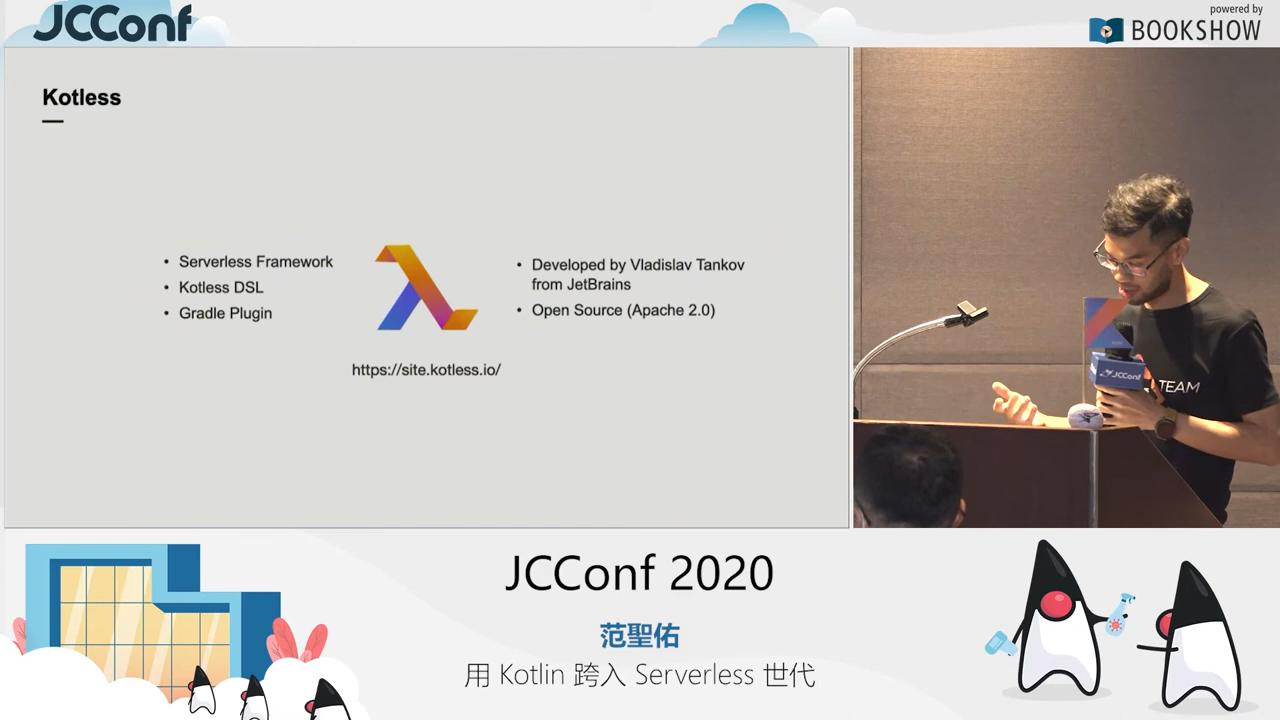 JCConf
powered by
BOOKSHOW
Kotless
• Serverless Framework
• Kotless DSL
• Gradle Plugin
• Developed by Vladislav Tankov
from JetBrains
• Open Source (Apache 2.0)
https://site.kotless.io/
JCConf
TEAM
JCConf 2020
范聖佑
用 Kotlin 跨入 Serverless 世代